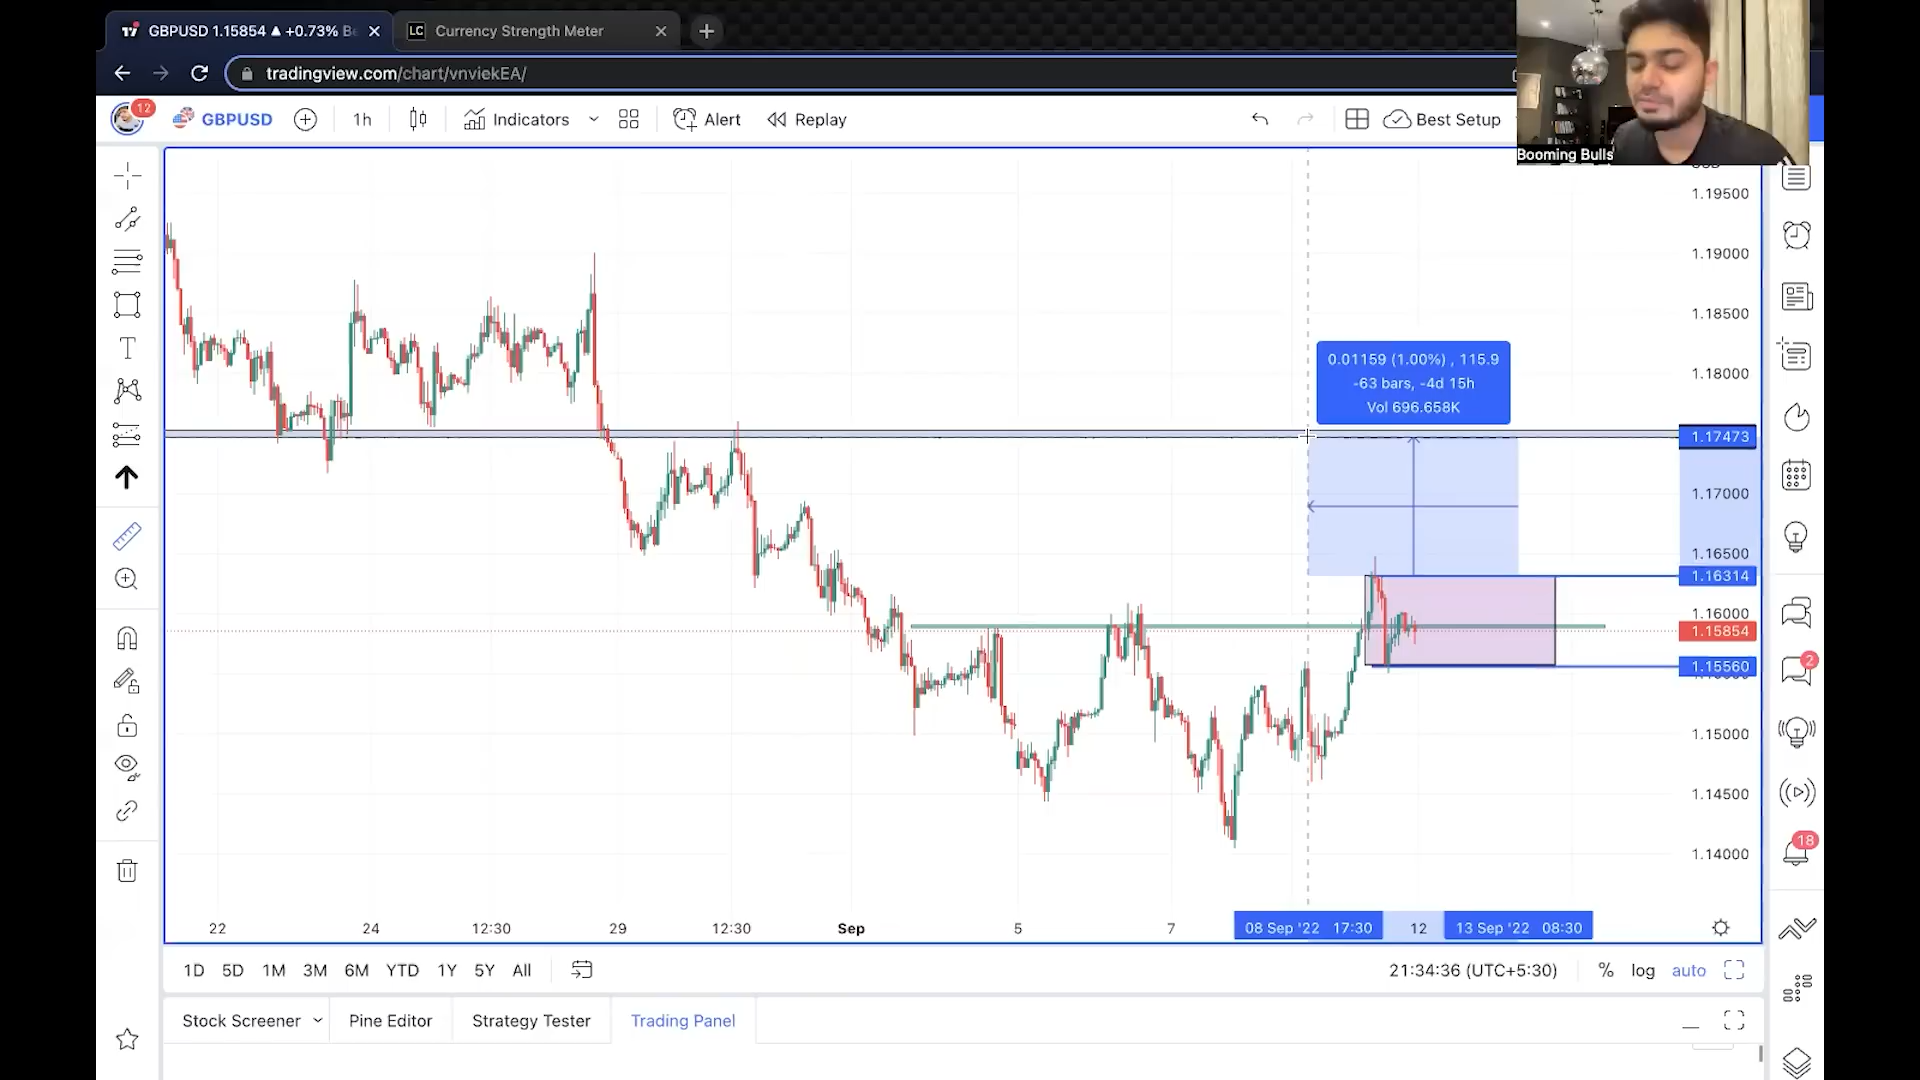 GBPUSD 1.15854 ▲ +0.73% Be
LC Currency Strength Meter
tradingview.com/chart/vnviekEA/
12
GBPUSD
1h
Indicators
Alert
Replay
Best Setup
Booming Bulls
1.19500
1.19000
1.18500
1.18000
1.17473
1.17000
1.16500
1.16314
1.16000
1.15854
1.15560
1.15000
1.14500
1.14000
0.01159 (1.00%) , 115.9
-63 bars, -4d 15h
Vol 696.658K
2
18
22
24
12:30
29
12:30
Sep
5
7
08 Sep '22 17:30
12
13 Sep '22 08:30
1D 5D 1M 3M 6M YTD 1Y 5Y All
21:34:36 (UTC+5:30)
% log auto
Stock Screener
Pine Editor
Strategy Tester
Trading Panel